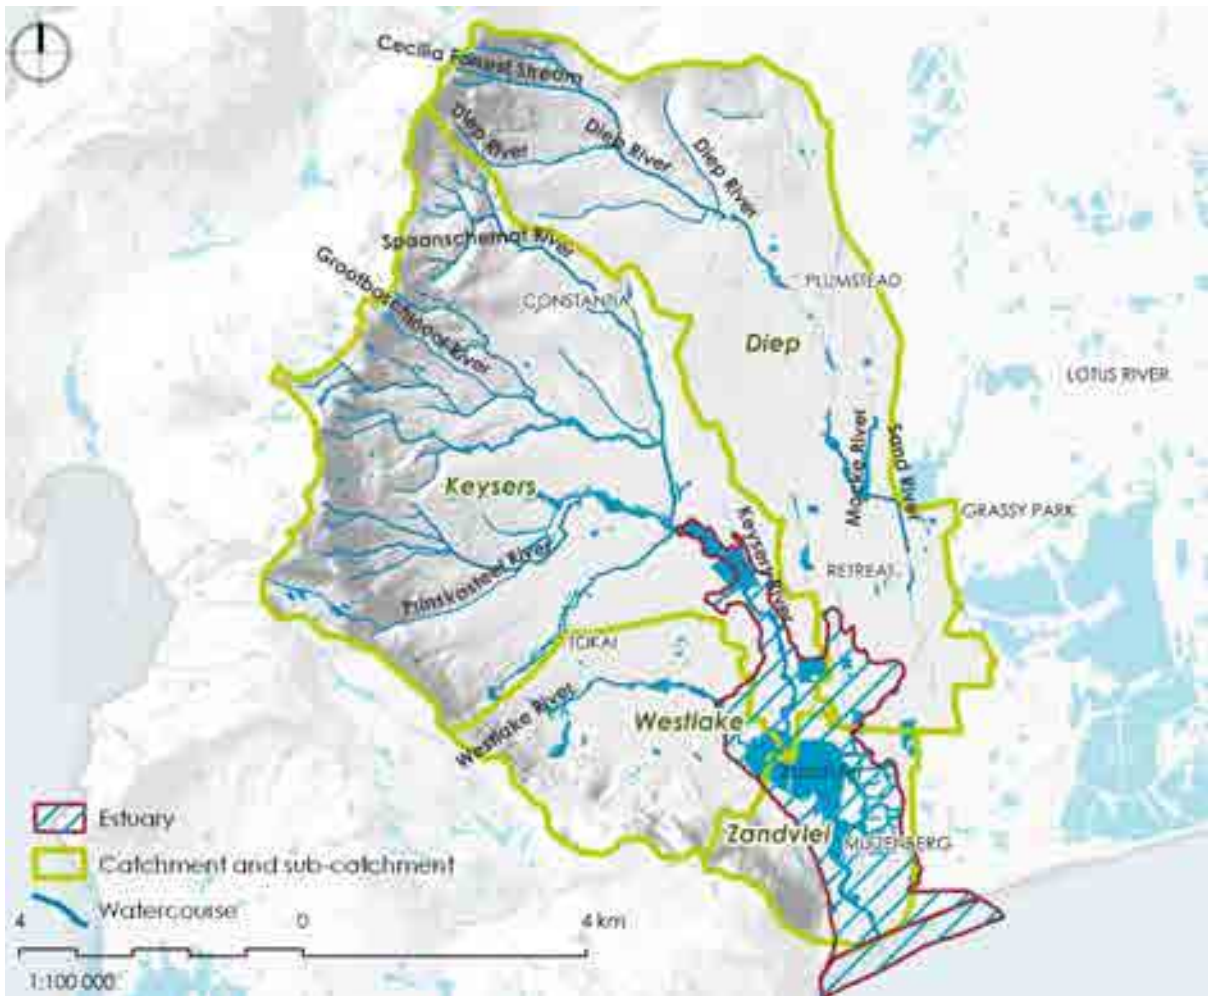 Cecilia Forrest Stream
Diep River
Diep River
Diep River
Spaanschemat River
Grootboschkloof River
CONSTANTIA
PLUMSTEAD
Diep
LOTUS RIVER
Mocke River
Sand River
Keysers
GRASSY PARK
Keysers River
RETREAT
Prinskasteel River
TOKAI
Westlake River
Westlake
Zandvlei
MUIZENBERG
Estuary
Catchment and sub-catchment
Watercourse
4 0 4 km
1:100 000